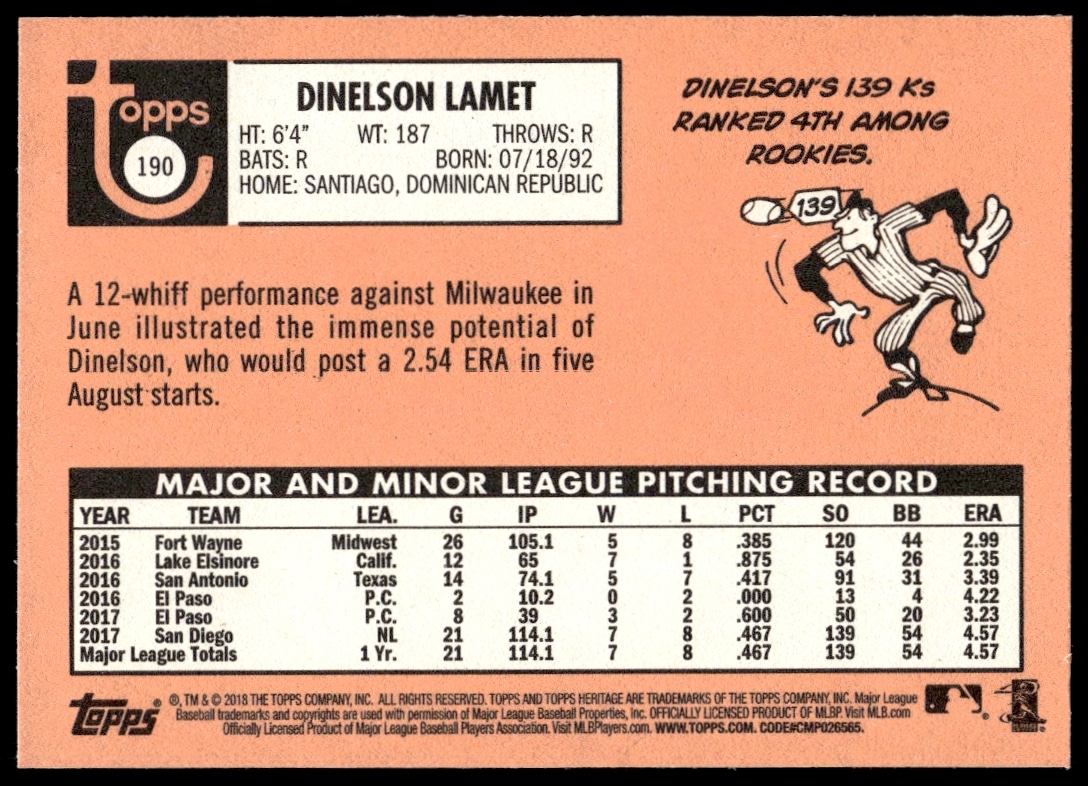 topps
190
DINELSON LAMET
HT: 6'4" WT: 187 THROWS: R
BATS: R BORN: 07/18/92
HOME: SANTIAGO, DOMINICAN REPUBLIC
DINELSON'S 139 Ks
RANKED 4TH AMONG
ROOKIES.
139
A 12-whiff performance against Milwaukee in
June illustrated the immense potential of
Dinelson, who would post a 2.54 ERA in five
August starts.
MAJOR AND MINOR LEAGUE PITCHING RECORD
YEAR TEAM LEA. G IP W L PCT SO BB ERA
2015 Fort Wayne Midwest 26 105.1 5 8 .385 120 44 2.99
2016 Lake Elsinore Calif. 12 65 7 1 .875 54 26 2.35
2016 San Antonio Texas 14 74.1 5 7 .417 91 31 3.39
2016 El Paso P.C. 2 10.2 0 2 .000 13 4 4.22
2017 El Paso P.C. 8 39 3 2 .600 50 20 3.23
2017 San Diego NL 21 114.1 7 8 .467 139 54 4.57
Major League Totals 1 Yr. 21 114.1 7 8 .467 139 54 4.57
topps
®, TM & © 2018 THE TOPPS COMPANY, INC. ALL RIGHTS RESERVED. TOPPS AND TOPPS HERITAGE ARE TRADEMARKS OF THE TOPPS COMPANY, INC. Major League
Baseball trademarks and copyrights are used with permission of Major League Baseball Properties, Inc. OFFICIALLY LICENSED PRODUCT OF MLBP. Visit MLB.com
Officially Licensed Product of Major League Baseball Players Association. Visit MLBPlayers.com. WWW.TOPPS.COM. CODE#CMP026565.